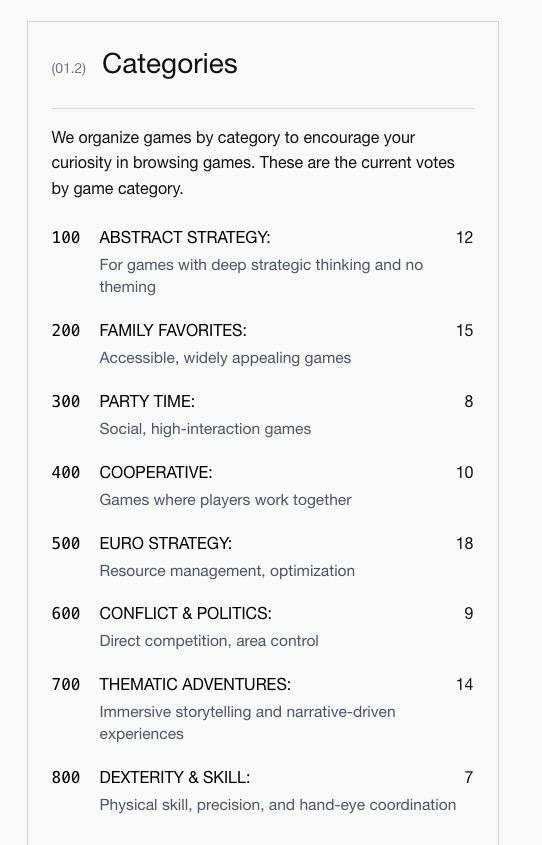 (01.2) Categories
We organize games by category to encourage your
curiosity in browsing games. These are the current votes
by game category.
100 ABSTRACT STRATEGY: 12
For games with deep strategic thinking and no
theming
200 FAMILY FAVORITES: 15
Accessible, widely appealing games
300 PARTY TIME: 8
Social, high-interaction games
400 COOPERATIVE: 10
Games where players work together
500 EURO STRATEGY: 18
Resource management, optimization
600 CONFLICT & POLITICS: 9
Direct competition, area control
700 THEMATIC ADVENTURES: 14
Immersive storytelling and narrative-driven
experiences
800 DEXTERITY & SKILL: 7
Physical skill, precision, and hand-eye coordination